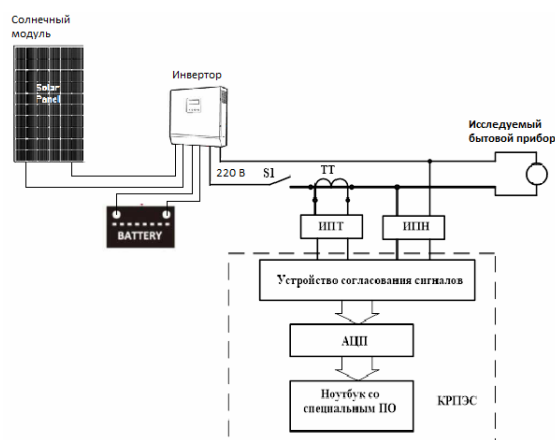 Солнечный
модуль
Solar
Panel
Инвертор
Исследуемый
бытовой прибор
220 В
S1
ТТ
BATTERY
ИПТ
ИПН
Устройство согласования сигналов
АЦП
Ноутбук со
специальным ПО
КРПЭС